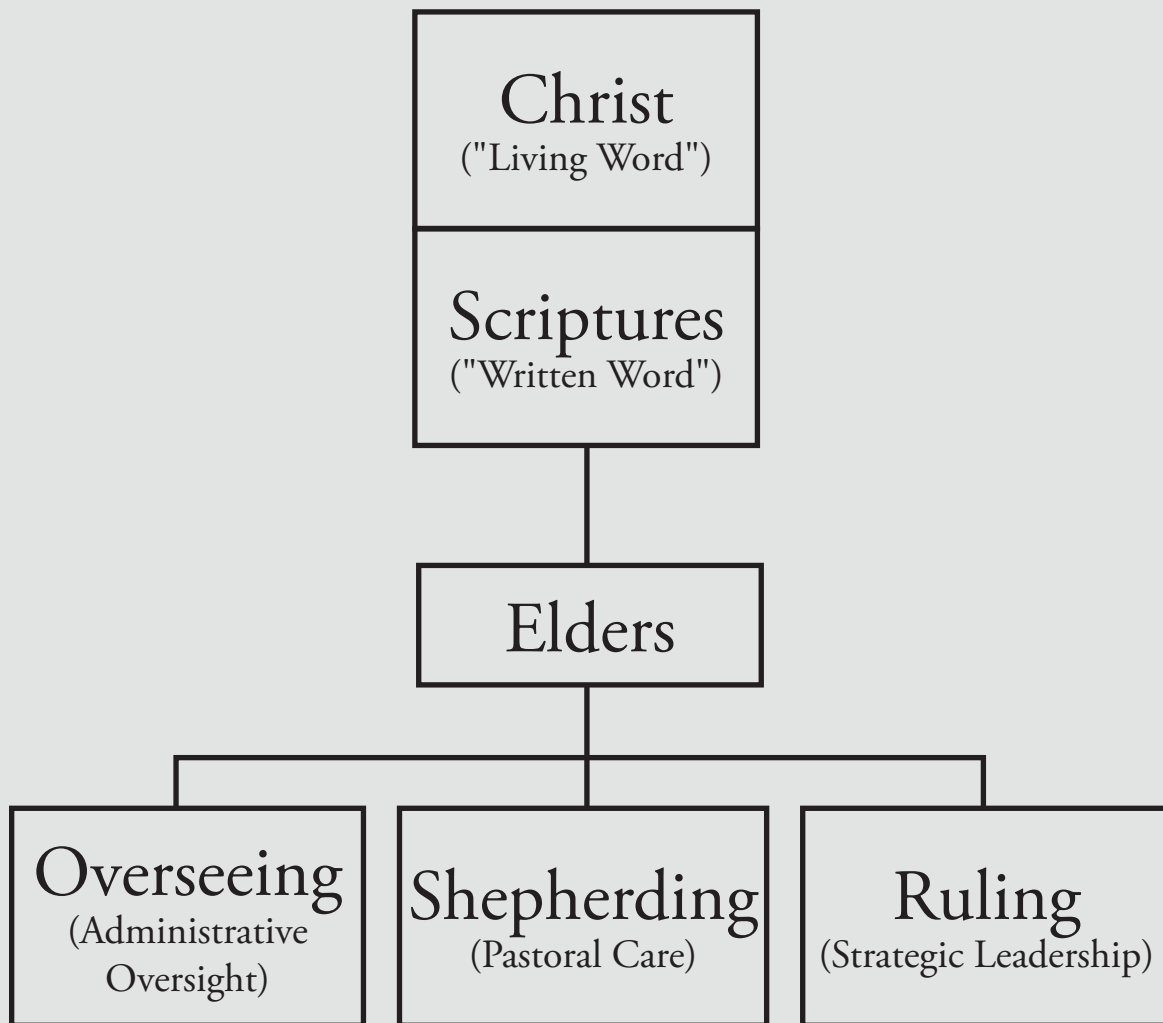 Christ
("Living Word")
Scriptures
("Written Word")
Elders
Overseeing
(Administrative
Oversight)
Shepherding
(Pastoral Care)
Ruling
(Strategic Leadership)